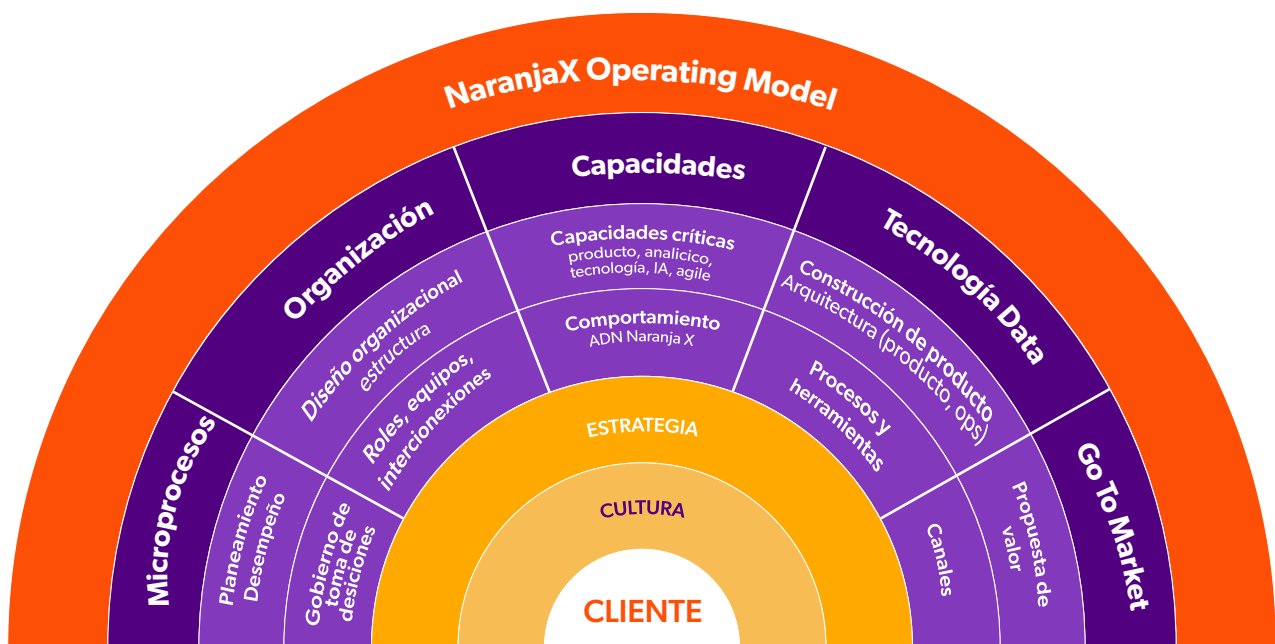 NaranjaX Operating Model
Microprocesos
Planeamiento
Desempeño
Gobierno de
toma de
desiciones
Organización
Diseño organizacional
estructura
Roles, equipos,
intercionexiones
Capacidades
Capacidades críticas
producto, analicico,
tecnología, IA, agile
Comportamiento
ADN Naranja X
Tecnología Data
Construcción de producto
Arquitectura (producto, ops)
Procesos y
herramientas
Go To Market
Propuesta de
valor
Canales
ESTRATEGIA
CULTURA
CLIENTE